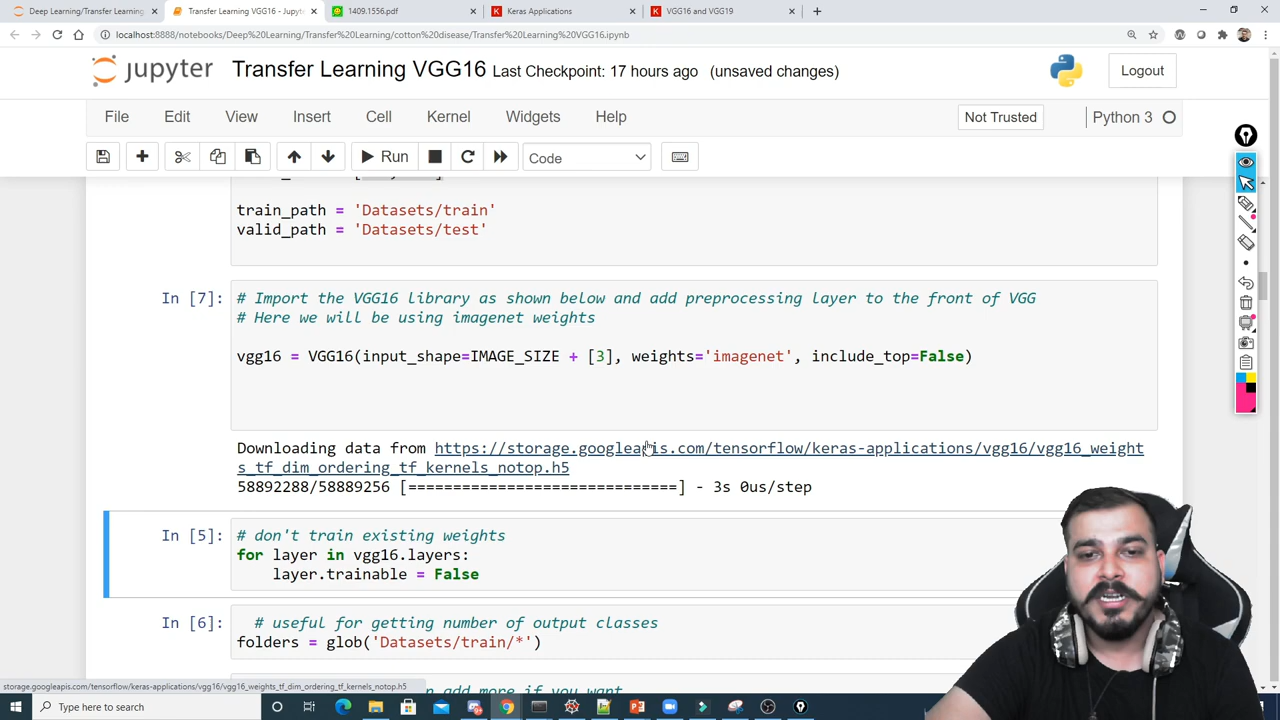 Deep Learning/Transfer Learning
Transfer Learning VGG16 - Jupyte
1409.1556.pdf
Keras Applications
VGG16 and VGG19
localhost:8888/notebooks/Deep%20Learning/Transfer%20Learning/cotton%20disease/Transfer%20Learning%20VGG16.ipynb
jupyter Transfer Learning VGG16 Last Checkpoint: 17 hours ago (unsaved changes)
Logout
File Edit View Insert Cell Kernel Widgets Help
Not Trusted
Python 3
Run
Code
train_path = 'Datasets/train'
valid_path = 'Datasets/test'
In [7]:
# Import the VGG16 library as shown below and add preprocessing layer to the front of VGG
# Here we will be using imagenet weights
vgg16 = VGG16(input_shape=IMAGE_SIZE + [3], weights='imagenet', include_top=False)
Downloading data from https://storage.googleapis.com/tensorflow/keras-applications/vgg16/vgg16_weight
s_tf_dim_ordering_tf_kernels_notop.h5
58892288/58889256 [==============================] - 3s 0us/step
In [5]:
# don't train existing weights
for layer in vgg16.layers:
layer.trainable = False
In [6]:
# useful for getting number of output classes
folders = glob('Datasets/train/*')
n add more if you want
storage.googleapis.com/tensorflow/keras-applications/vgg16/vgg16_weights_tf_dim_ordering_tf_kernels_notop.h5
Type here to search